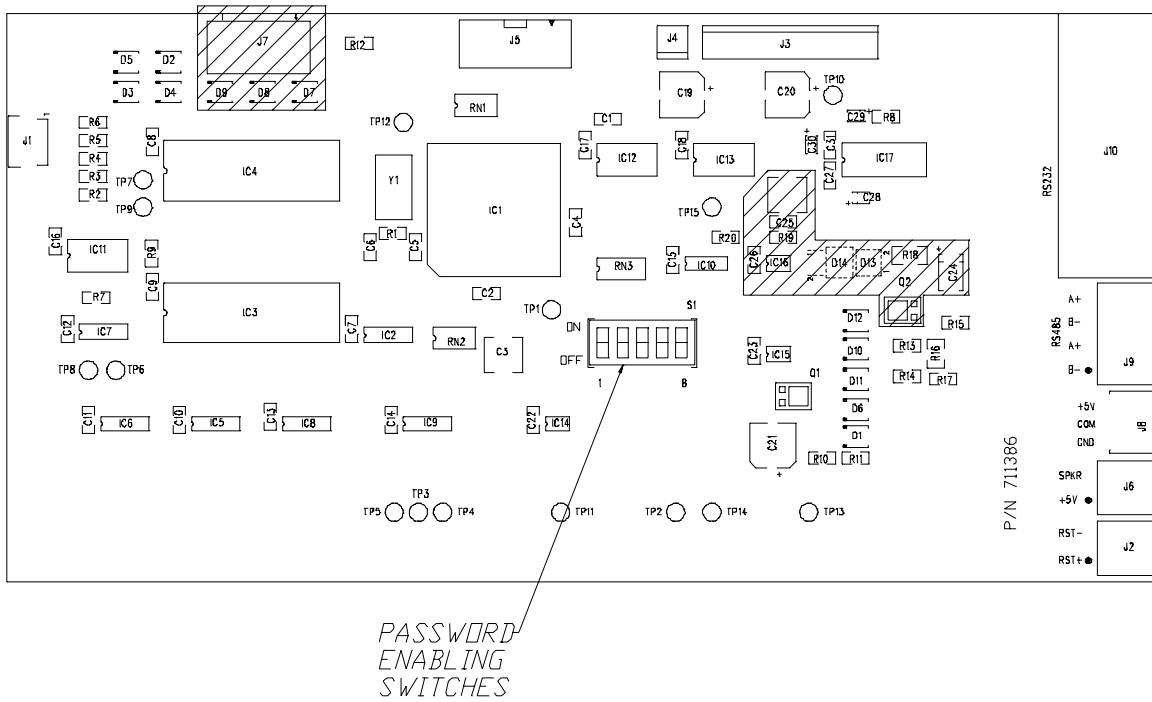 J7
R12
J5
J4
J3
D5 D2
D3 D4 D9 D8 D7
C19 + C20 + TP10
RN1
TP12
C1
C29 + R8
J1 1
R6
R5
R4
R3
R2
C8
TP7
TP9
IC4
Y1
IC1
C17 IC12 C18 IC13
C30 + C31 IC17
C27
+ C28
J10
RS232
C4
TP15
C25
R20 R19
C16 IC11 R9
C6 R1 C5
RN3 C15 IC10 C26 IC16
2 D14 D13 2 R18 + C24
Q2
R7 C9 IC3
C2
TP1
S1
ON
OFF
1 8
C12 IC7
C7 IC2 RN2 C3
TP8 TP6
D12
D10
D11
D6
D1
R15
R13 R16
R14 R17
C23 IC15
Q1
A+
B-
A+
B-
RS485
J9
+5V
COM
GND
J8
C11 IC6 C10 IC5 C13 IC8 C14 IC9 C22 IC14
C21
+
R10 R11
SPKR
+5V
J6
TP5 TP3 TP4 TP11 TP2 TP14 TP13
P/N 711386
RST-
RST+
J2
PASSWORD
ENABLING
SWITCHES